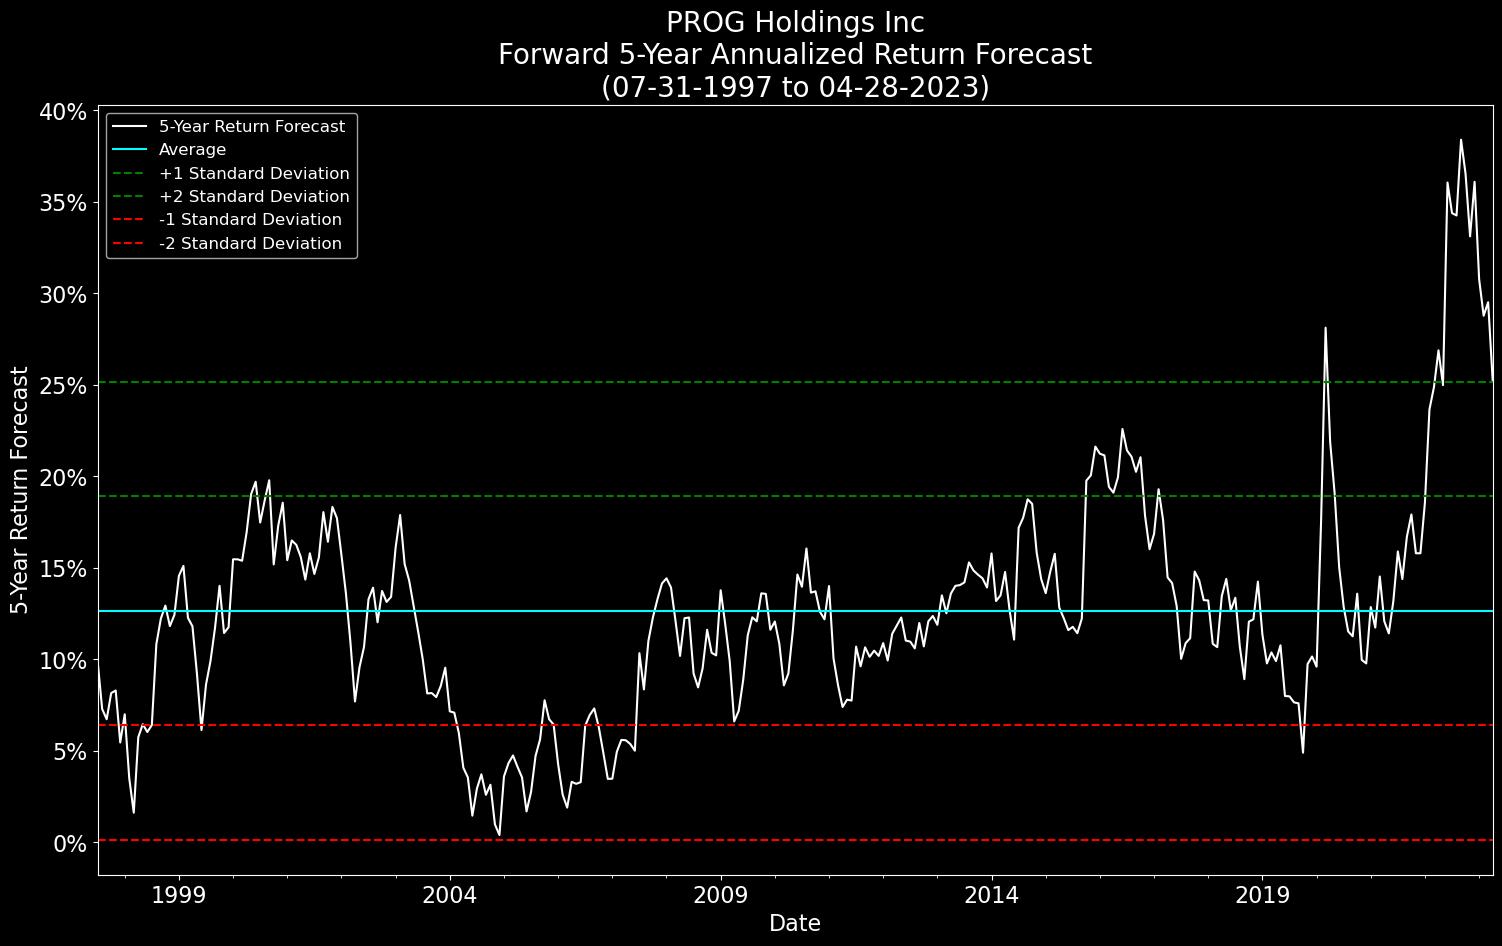 PROG Holdings Inc
Forward 5-Year Annualized Return Forecast
(07-31-1997 to 04-28-2023)
40%
35%
30%
25%
20%
15%
10%
5%
0%
5-Year Return Forecast
5-Year Return Forecast
Average
+1 Standard Deviation
+2 Standard Deviation
-1 Standard Deviation
-2 Standard Deviation
1999
2004
2009
2014
2019
Date